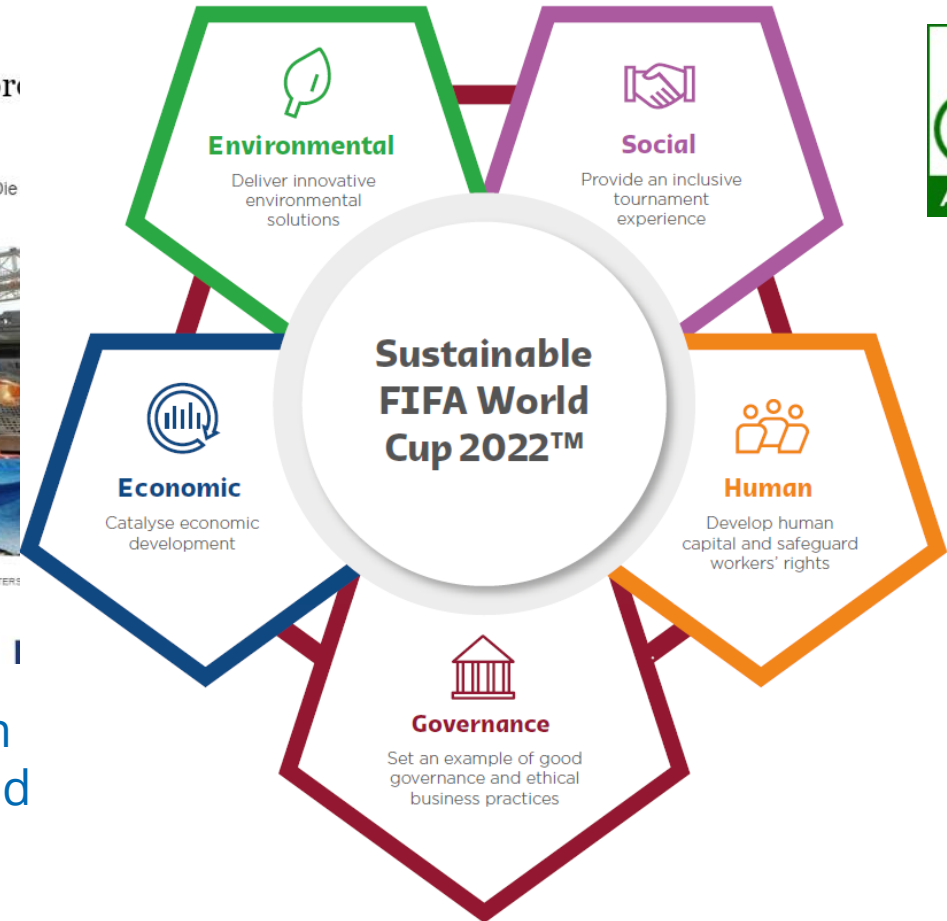 Environmental
Deliver innovative
environmental
solutions
Social
Provide an inclusive
tournament
experience
Sustainable
FIFA World
Cup 2022™
Economic
Catalyse economic
development
Human
Develop human
capital and safeguard
workers' rights
Governance
Set an example of good
governance and ethical
business practices